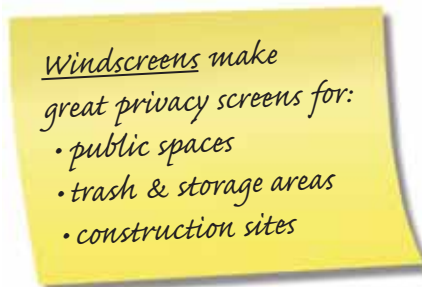 Windscreens make
great privacy screens for:
• public spaces
• trash & storage areas
• construction sites